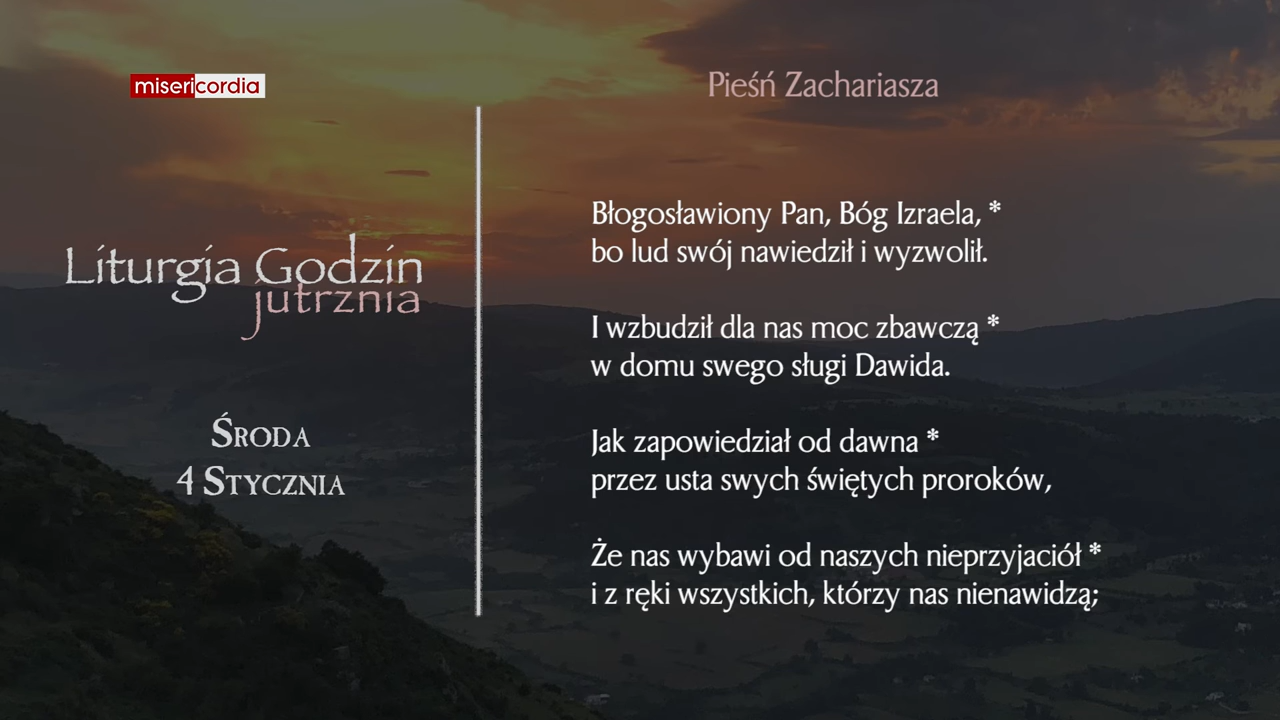 misericordia
Liturgia Godzin
jutrznia
Środa
4 Stycznia
Pieśń Zachariasza
Błogosławiony Pan, Bóg Izraela, *
bo lud swój nawiedził i wyzwolił.
I wzbudził dla nas moc zbawczą *
w domu swego sługi Dawida.
Jak zapowiedział od dawna *
przez usta swych świętych proroków,
Że nas wybawi od naszych nieprzyjaciół *
i z ręki wszystkich, którzy nas nienawidzą;